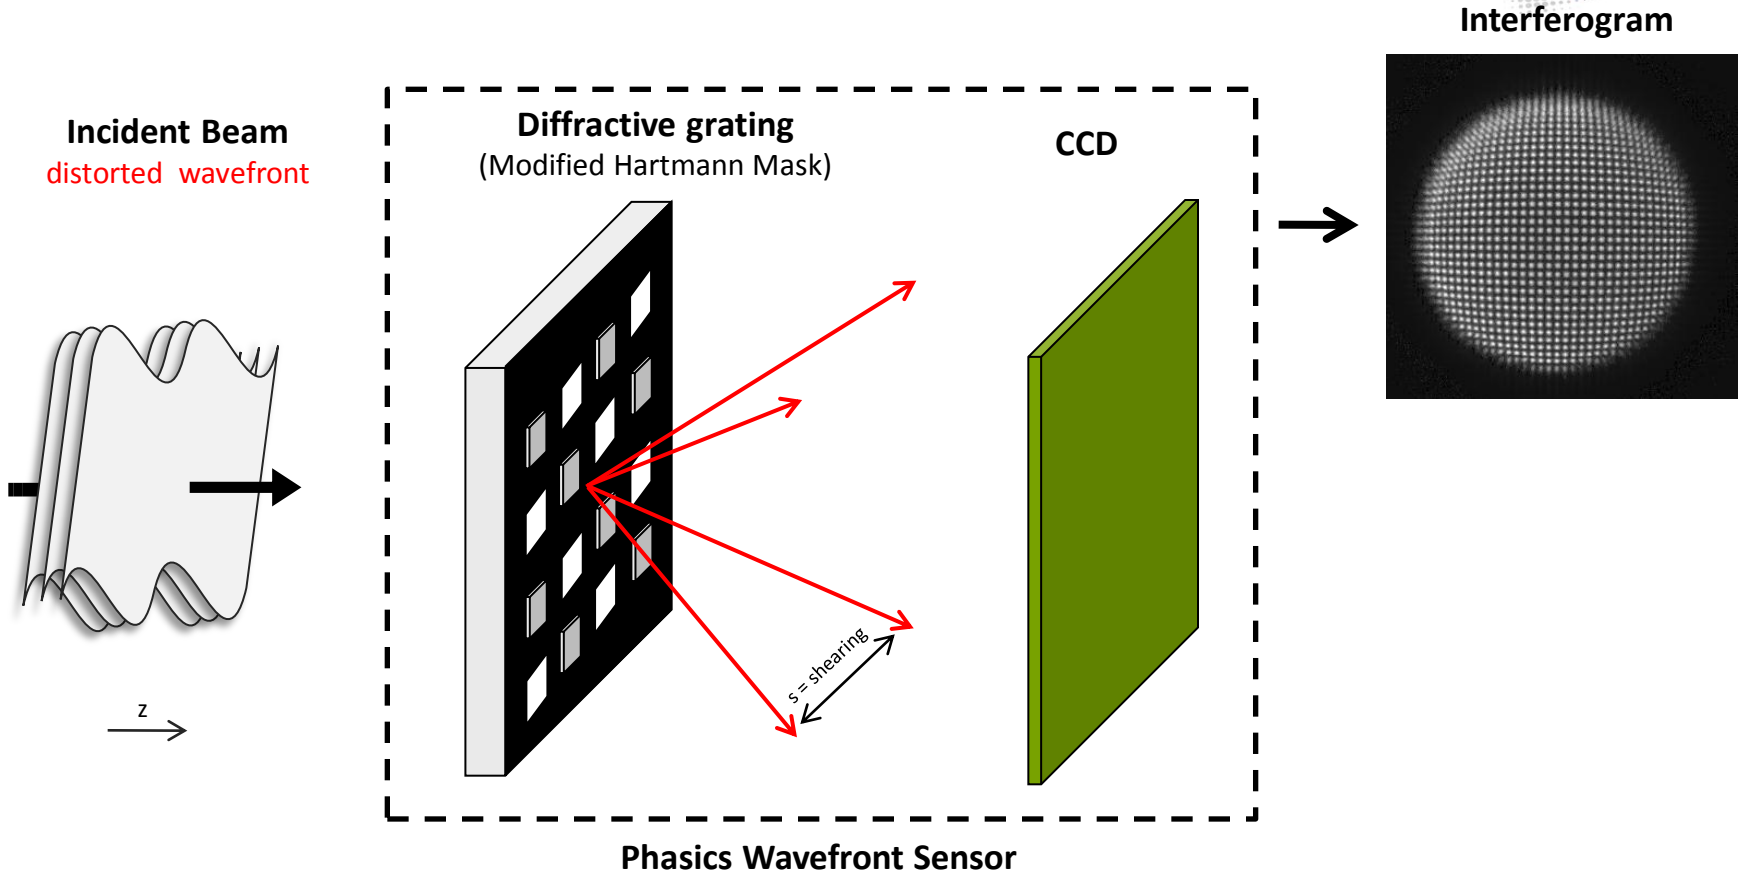 Interferogram
Incident Beam
distorted wavefront
Diffractive grating
(Modified Hartmann Mask)
CCD
s = shearing
z
Phasics Wavefront Sensor